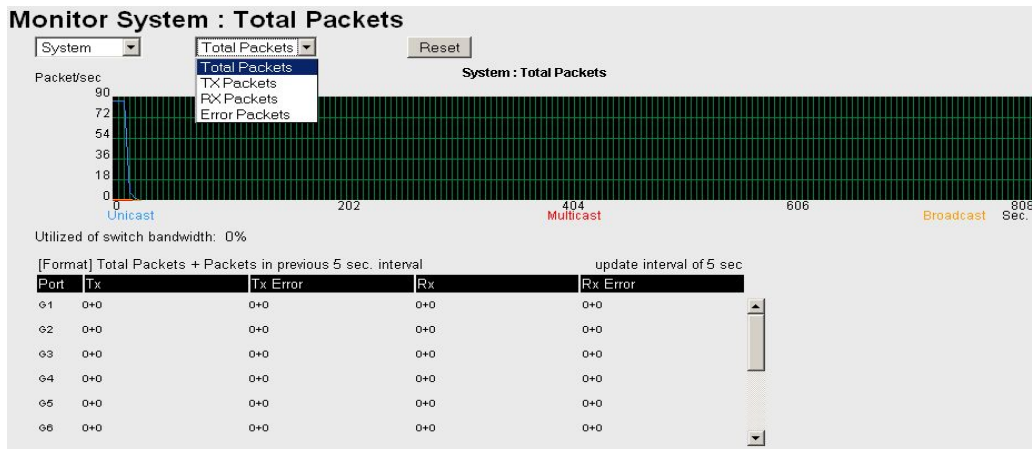 Monitor System : Total Packets
System Total Packets Reset
Total Packets
TX Packets
RX Packets
Error Packets
System : Total Packets
Packet/sec
90
72
54
36
18
0
0 202 404 606 808
Unicast Multicast Broadcast Sec.
Utilized of switch bandwidth: 0%
[Format] Total Packets + Packets in previous 5 sec. interval update interval of 5 sec
Port Tx Tx Error Rx Rx Error
G1 0+0 0+0 0+0 0+0
G2 0+0 0+0 0+0 0+0
G3 0+0 0+0 0+0 0+0
G4 0+0 0+0 0+0 0+0
G5 0+0 0+0 0+0 0+0
G6 0+0 0+0 0+0 0+0